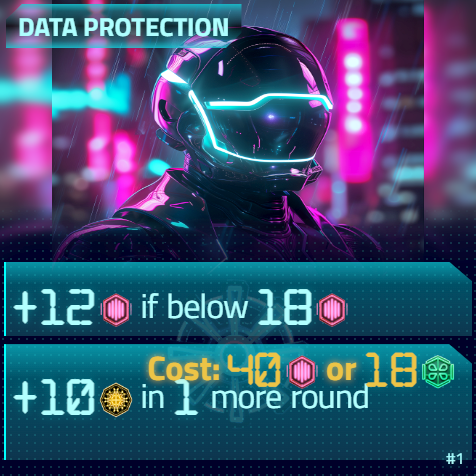 DATA PROTECTION
+12 if below 18
Cost: 40 or 18
+10 in 1 more round
#1